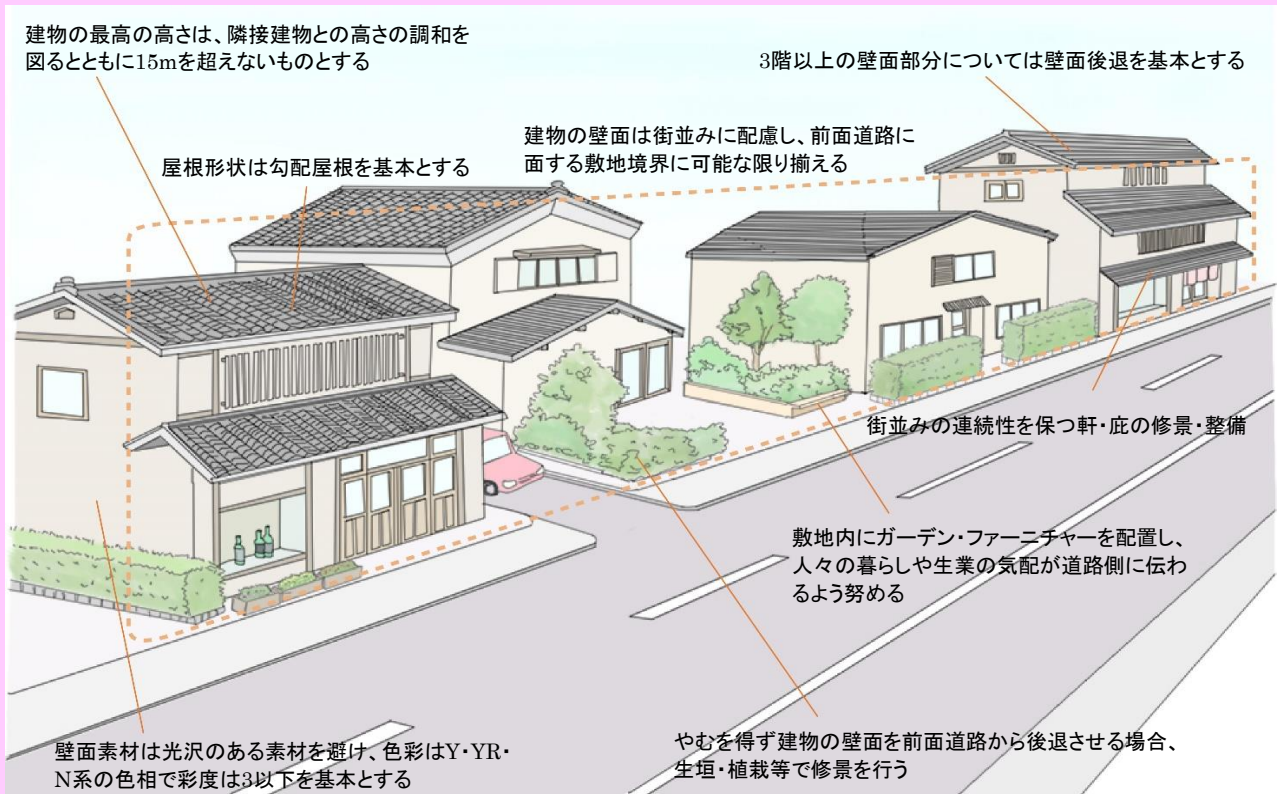 建物の最高の高さは、隣接建物との高さの調和を
図るとともに15mを超えないものとする
3階以上の壁面部分については壁面後退を基本とする
建物の壁面は街並みに配慮し、前面道路に
面する敷地境界に可能な限り揃える
屋根形状は勾配屋根を基本とする
街並みの連続性を保つ軒・庇の修景・整備
敷地内にガーデン・ファーニチャーを配置し、
人々の暮らしや生業の気配が道路側に伝わ
るよう努める
壁面素材は光沢のある素材を避け、色彩はY・YR・
N系の色相で彩度は3以下を基本とする
やむを得ず建物の壁面を前面道路から後退させる場合、
生垣・植栽等で修景を行う